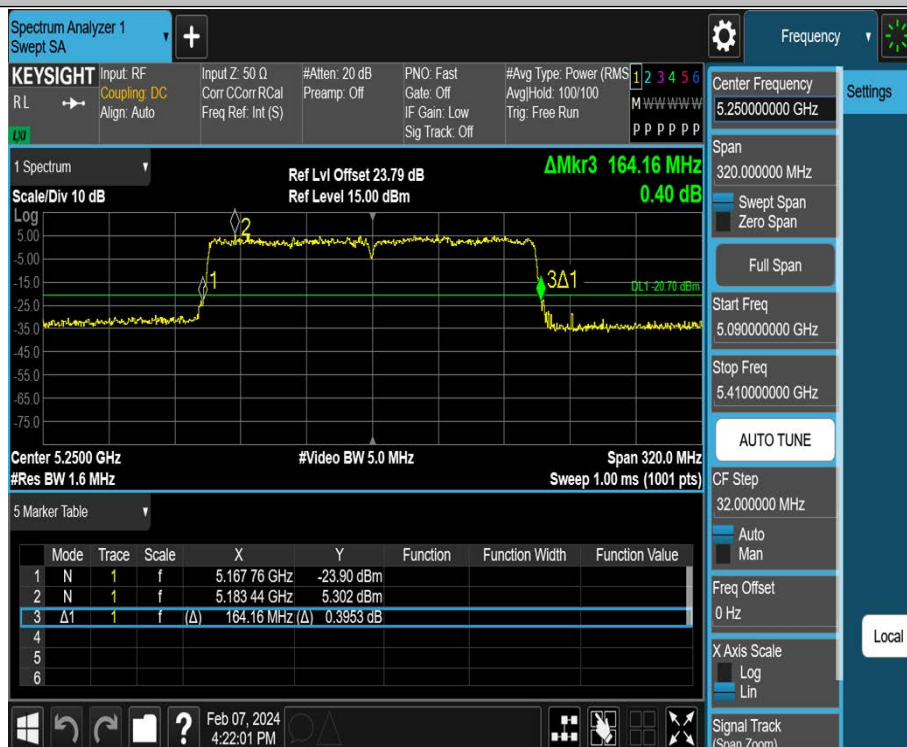 Spectrum Analyzer 1
Swept SA
Frequency
KEYSIGHT
RL
LXI
Input: RF
Coupling: DC
Align: Auto
Input Z: 50 Ω
Corr CCorr RCal
Freq Ref: Int (S)
#Atten: 20 dB
Preamp: Off
PNO: Fast
Gate: Off
IF Gain: Low
Sig Track: Off
#Avg Type: Power (RMS
Avg|Hold: 100/100
Trig: Free Run
1 2 3 4 5 6
M W W W W W
P P P P P P
1 Spectrum
Scale/Div 10 dB
Ref Lvl Offset 23.79 dB
Ref Level 15.00 dBm
ΔMkr3 164.16 MHz
0.40 dB
Log
5.00
-5.00
-15.0
-25.0
-35.0
-45.0
-55.0
-65.0
-75.0
2
1
3Δ1
DL1 -20.70 dBm
Center 5.2500 GHz
#Video BW 5.0 MHz
Span 320.0 MHz
#Res BW 1.6 MHz
Sweep 1.00 ms (1001 pts)
5 Marker Table
Mode Trace Scale X Y Function Function Width Function Value
1 N 1 f 5.167 76 GHz -23.90 dBm
2 N 1 f 5.183 44 GHz 5.302 dBm
3 Δ1 1 f (Δ) 164.16 MHz (Δ) 0.3953 dB
4
5
6
?
Feb 07, 2024
4:22:01 PM
Center Frequency
5.250000000 GHz
Span
320.000000 MHz
Swept Span
Zero Span
Full Span
Start Freq
5.090000000 GHz
Stop Freq
5.410000000 GHz
AUTO TUNE
CF Step
32.000000 MHz
Auto
Man
Freq Offset
0 Hz
X Axis Scale
Log
Lin
Signal Track
(Span Zoom)
Settings
Local